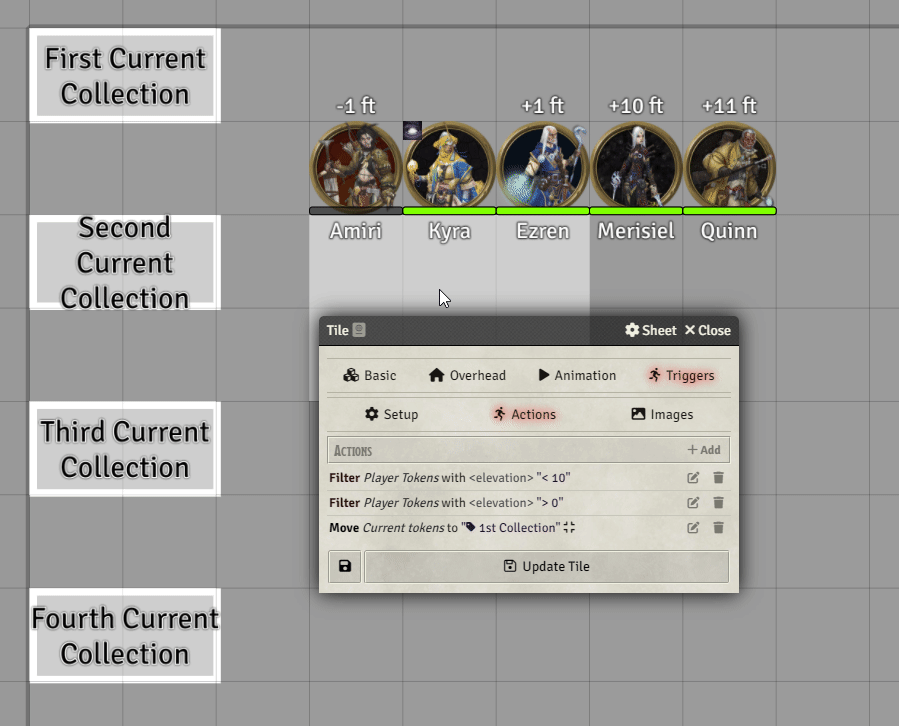 First Current
Collection
-1 ft
+1 ft
+10 ft
+11 ft
Amiri
Kyra
Ezren
Merisiel
Quinn
Second
Current
Collection
Tile
Sheet
Close
Basic
Overhead
Animation
Triggers
Setup
Actions
Images
Actions
+ Add
Filter Player Tokens with <elevation> "< 10"
Filter Player Tokens with <elevation> "> 0"
Move Current tokens to "1st Collection"
Update Tile
Third Current
Collection
Fourth Current
Collection